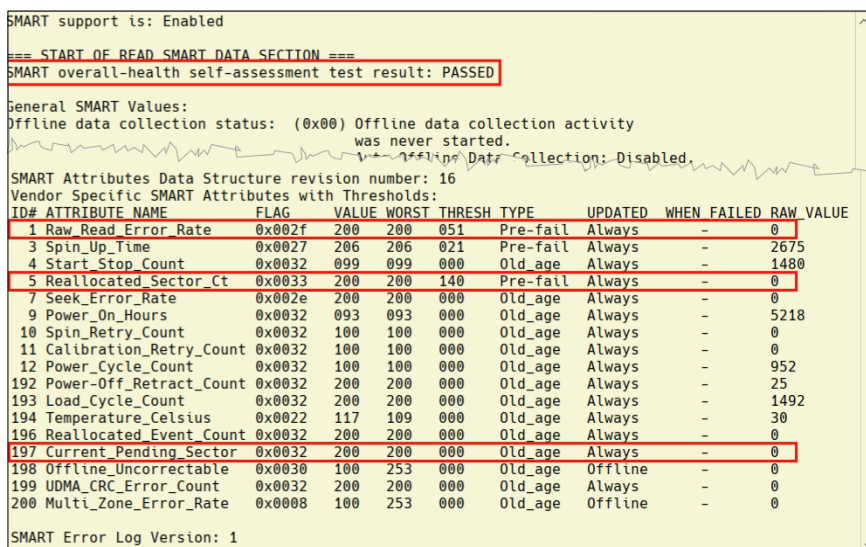 SMART support is: Enabled
=== START OF READ SMART DATA SECTION ===
SMART overall-health self-assessment test result: PASSED
General SMART Values:
Offline data collection status:  (0x00) Offline data collection activity
was never started.
Auto Offline Data Collection: Disabled.
SMART Attributes Data Structure revision number: 16
Vendor Specific SMART Attributes with Thresholds:
ID# ATTRIBUTE_NAME          FLAG     VALUE WORST THRESH TYPE      UPDATED  WHEN_FAILED RAW_VALUE
1 Raw_Read_Error_Rate     0x002f   200   200   051    Pre-fail  Always       -       0
3 Spin_Up_Time            0x0027   206   206   021    Pre-fail  Always       -       2675
4 Start_Stop_Count        0x0032   099   099   000    Old_age   Always       -       1480
5 Reallocated_Sector_Ct   0x0033   200   200   140    Pre-fail  Always       -       0
7 Seek_Error_Rate         0x002e   200   200   000    Old_age   Always       -       0
9 Power_On_Hours          0x0032   093   093   000    Old_age   Always       -       5218
10 Spin_Retry_Count        0x0032   100   100   000    Old_age   Always       -       0
11 Calibration_Retry_Count 0x0032   100   100   000    Old_age   Always       -       0
12 Power_Cycle_Count       0x0032   100   100   000    Old_age   Always       -       952
192 Power-Off_Retract_Count 0x0032   200   200   000    Old_age   Always       -       25
193 Load_Cycle_Count        0x0032   200   200   000    Old_age   Always       -       1492
194 Temperature_Celsius     0x0022   117   109   000    Old_age   Always       -       30
196 Reallocated_Event_Count 0x0032   200   200   000    Old_age   Always       -       0
197 Current_Pending_Sector  0x0032   200   200   000    Old_age   Always       -       0
198 Offline_Uncorrectable   0x0030   100   253   000    Old_age   Offline      -       0
199 UDMA_CRC_Error_Count    0x0032   200   200   000    Old_age   Always       -       0
200 Multi_Zone_Error_Rate   0x0008   100   253   000    Old_age   Offline      -       0
SMART Error Log Version: 1